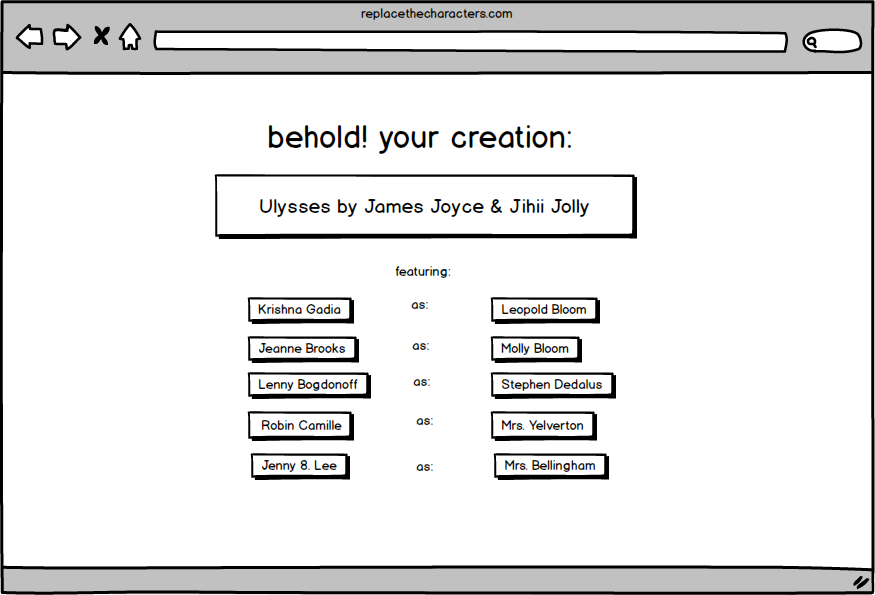 replacethecharacters.com
behold! your creation:
Ulysses by James Joyce & Jihii Jolly
featuring:
Krishna Gadia as: Leopold Bloom
Jeanne Brooks as: Molly Bloom
Lenny Bogdonoff as: Stephen Dedalus
Robin Camille as: Mrs. Yelverton
Jenny 8. Lee as: Mrs. Bellingham